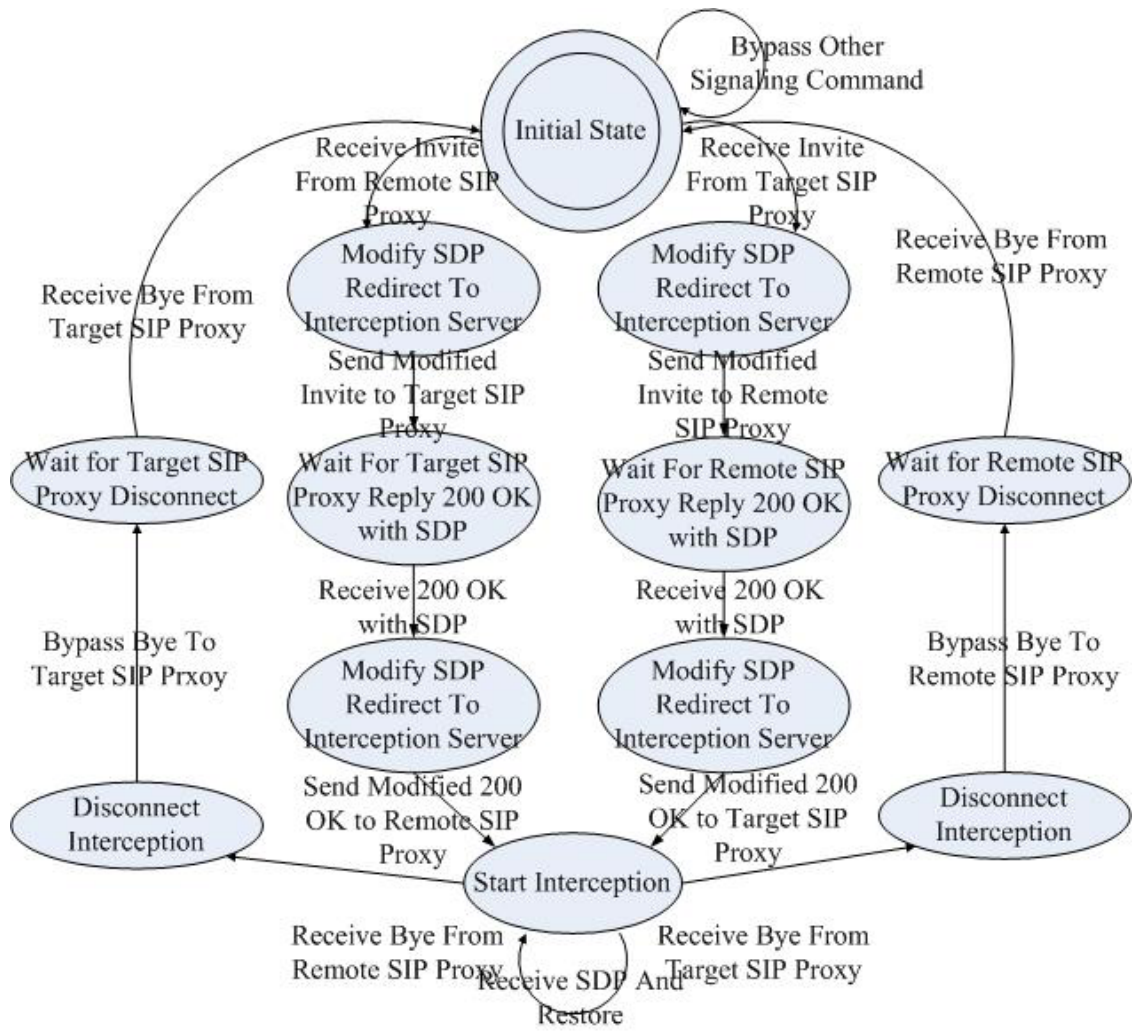 Bypass Other
Signaling Command
Initial State
Receive Invite
From Remote SIP
Proxy
Receive Invite
From Target SIP
Proxy
Modify SDP
Redirect To
Interception Server
Modify SDP
Redirect To
Interception Server
Receive Bye From
Target SIP Proxy
Receive Bye From
Remote SIP Proxy
Send Modified
Invite to Target SIP
Proxy
Send Modified
Invite to Remote
SIP Proxy
Wait for Target SIP
Proxy Disconnect
Wait For Target SIP
Proxy Reply 200 OK
with SDP
Wait For Remote SIP
Proxy Reply 200 OK
with SDP
Wait for Remote SIP
Proxy Disconnect
Receive 200 OK
with SDP
Receive 200 OK
with SDP
Bypass Bye To
Target SIP Prxoy
Modify SDP
Redirect To
Interception Server
Modify SDP
Redirect To
Interception Server
Bypass Bye To
Remote SIP Proxy
Disconnect
Interception
Send Modified 200
OK to Remote SIP
Proxy
Send Modified 200
OK to Target SIP
Proxy
Disconnect
Interception
Start Interception
Receive Bye From
Remote SIP Proxy
Receive Bye From
Target SIP Proxy
Receive SDP And
Restore